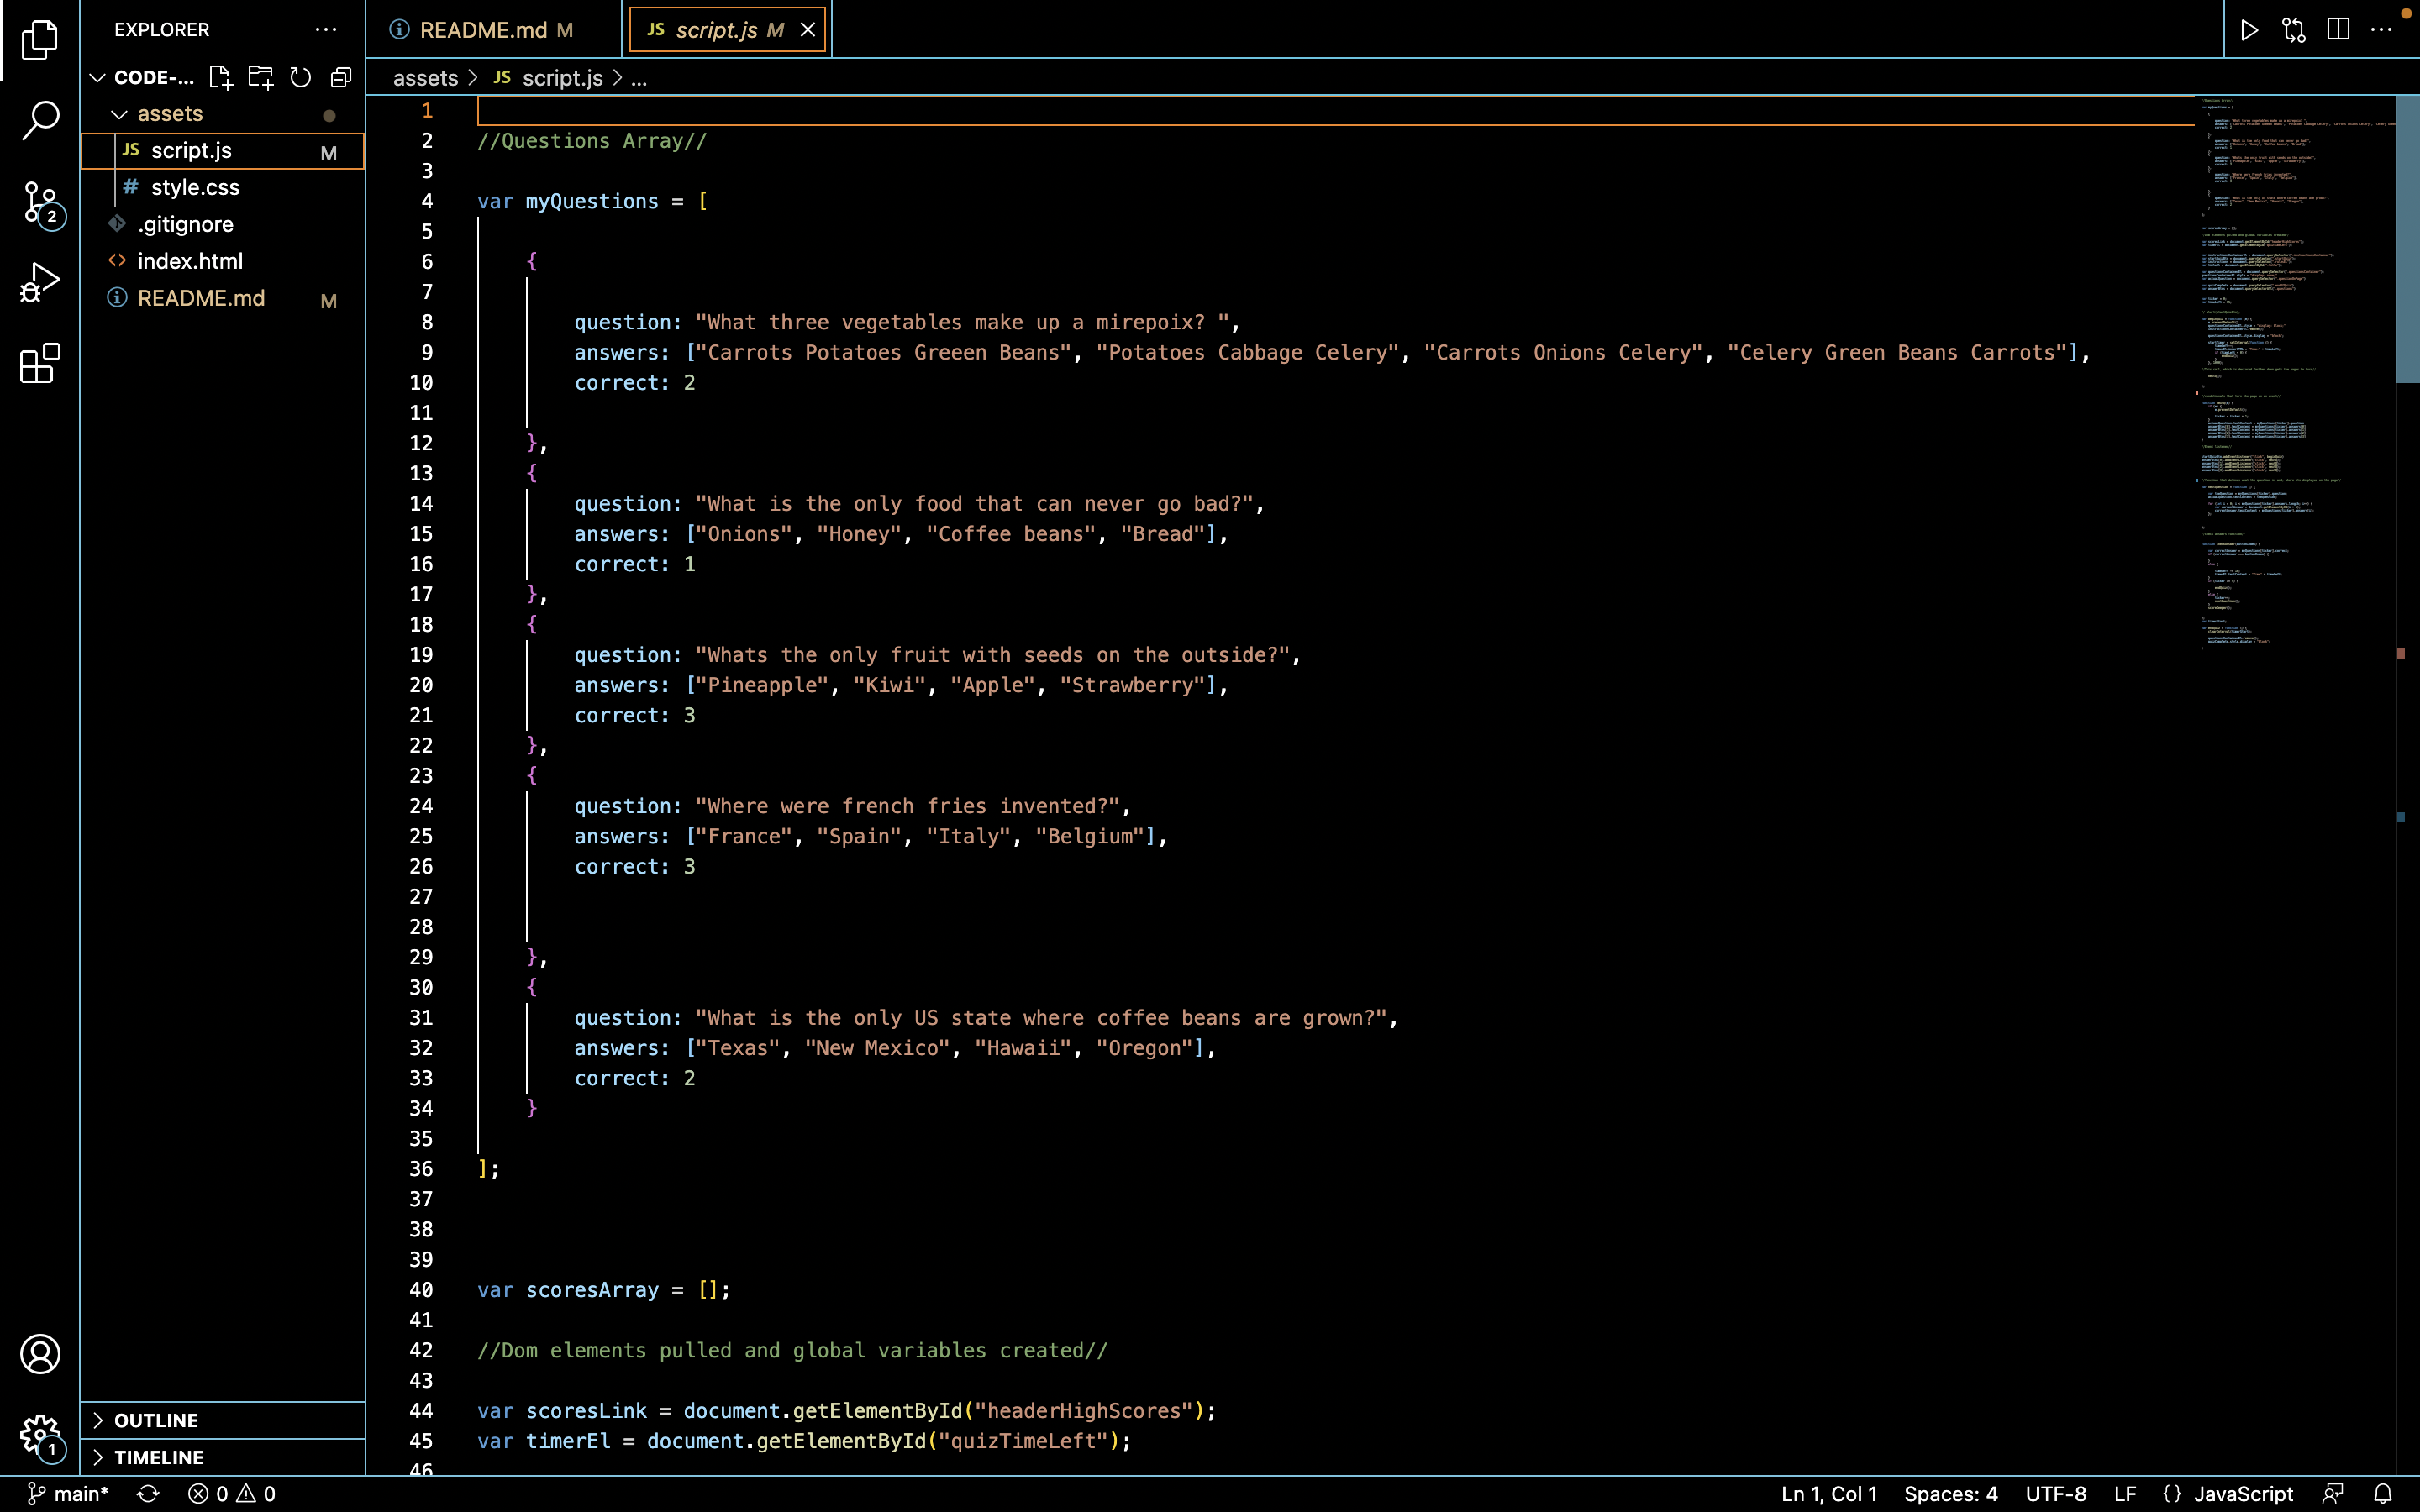 EXPLORER
CODE-...
assets
JS script.js M
# style.css
.gitignore
<> index.html
README.md M
OUTLINE
TIMELINE
2
1
README.md M
JS script.js M
assets > JS script.js > ...
1
2 //Questions Array//
3
4 var myQuestions = [
5
6 {
7
8 question: "What three vegetables make up a mirepoix? ",
9 answers: ["Carrots Potatoes Greeen Beans", "Potatoes Cabbage Celery", "Carrots Onions Celery", "Celery Green Beans Carrots"],
10 correct: 2
11
12 },
13 {
14 question: "What is the only food that can never go bad?",
15 answers: ["Onions", "Honey", "Coffee beans", "Bread"],
16 correct: 1
17 },
18 {
19 question: "Whats the only fruit with seeds on the outside?",
20 answers: ["Pineapple", "Kiwi", "Apple", "Strawberry"],
21 correct: 3
22 },
23 {
24 question: "Where were french fries invented?",
25 answers: ["France", "Spain", "Italy", "Belgium"],
26 correct: 3
27
28
29 },
30 {
31 question: "What is the only US state where coffee beans are grown?",
32 answers: ["Texas", "New Mexico", "Hawaii", "Oregon"],
33 correct: 2
34 }
35
36 ];
37
38
39
40 var scoresArray = [];
41
42 //Dom elements pulled and global variables created//
43
44 var scoresLink = document.getElementById("headerHighScores");
45 var timerEl = document.getElementById("quizTimeLeft");
46
main* 0 0
Ln 1, Col 1 Spaces: 4 UTF-8 LF {} JavaScript